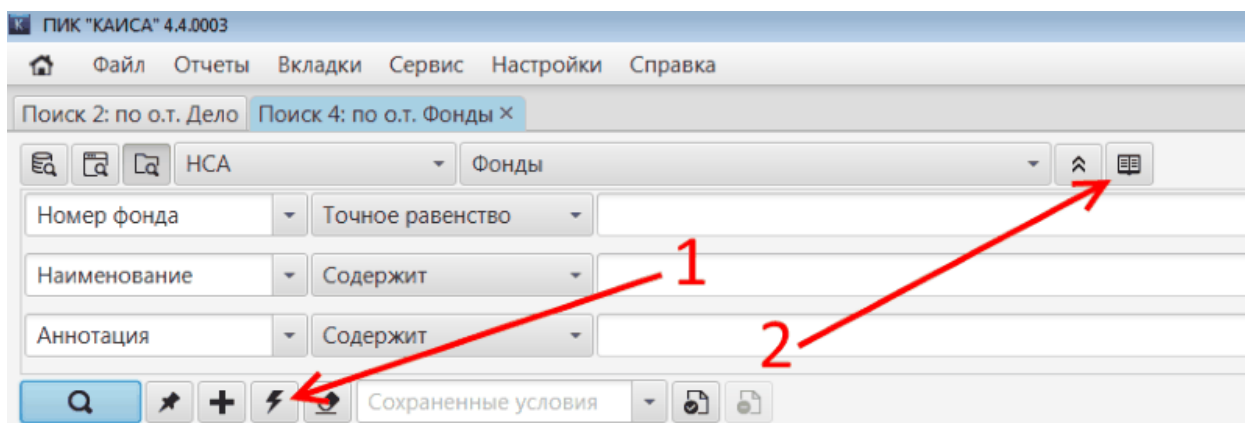 ПИК "КАИСА" 4.4.0003
Файл Отчеты Вкладки Сервис Настройки Справка
Поиск 2: по о.т. Дело Поиск 4: по о.т. Фонды ×
НСА Фонды
Номер фонда Точное равенство
Наименование Содержит 1
Аннотация Содержит 2
Сохраненные условия